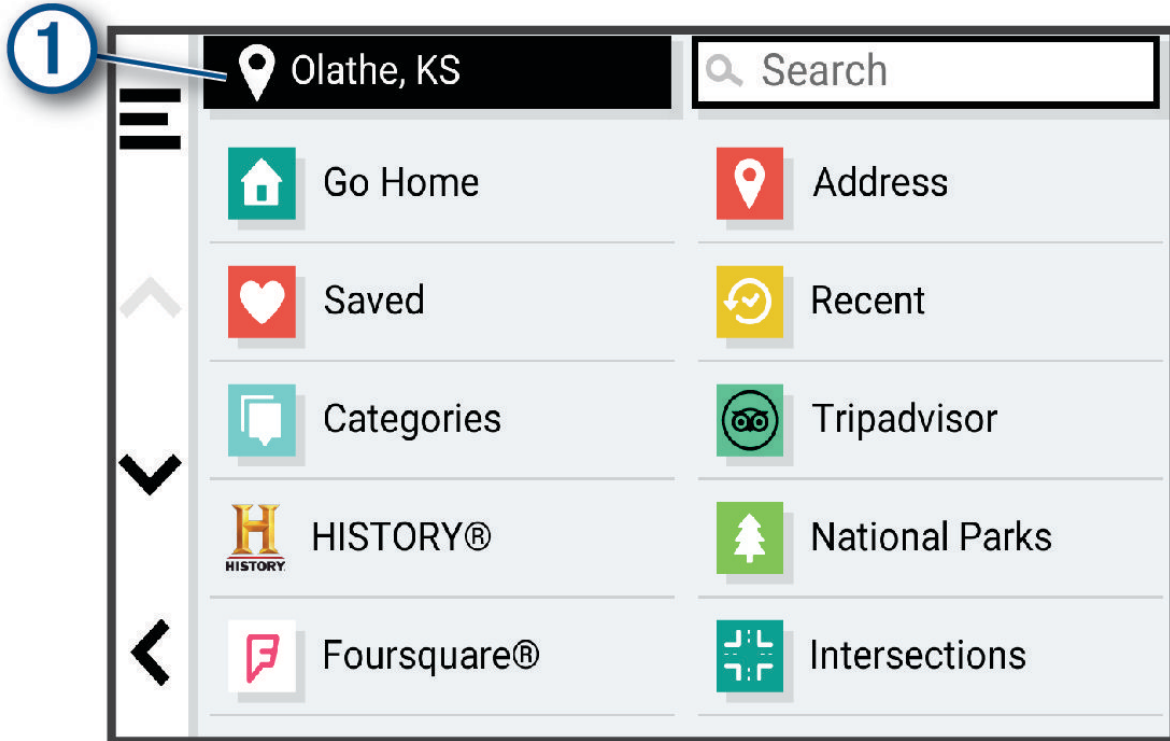 1
Olathe, KS
Search
Go Home
Address
Saved
Recent
Categories
Tripadvisor
H
HISTORY
HISTORY®
National Parks
Foursquare®
Intersections